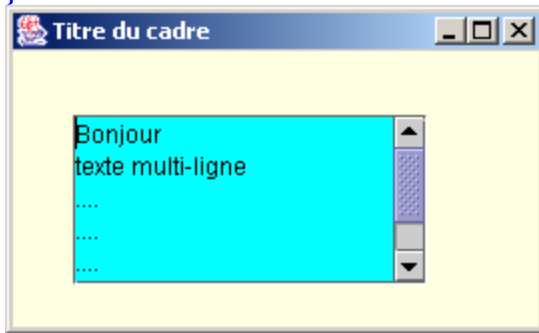 }
Titre du cadre
Bonjour
texte multi-ligne
....
....
....